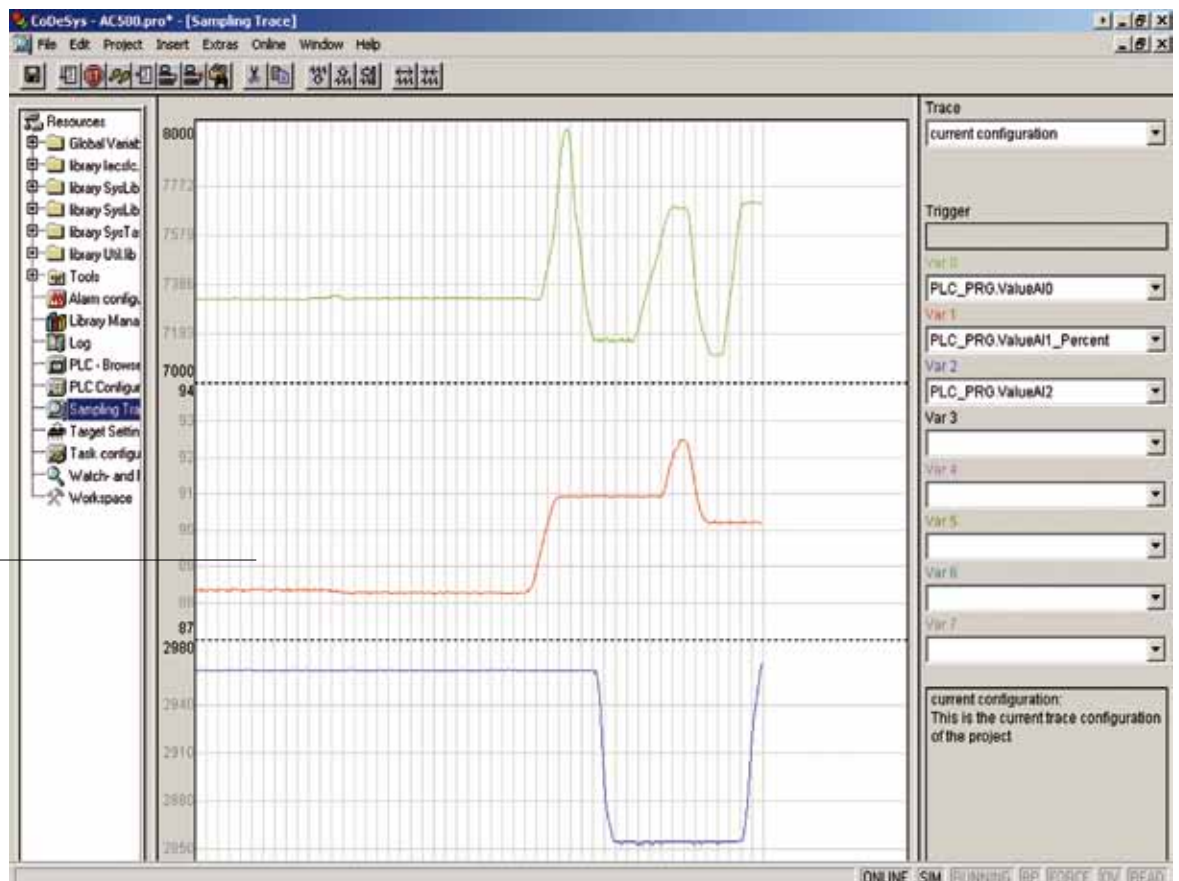 CoDeSys - AC500.pro* - [Sampling Trace]
File Edit Project Insert Extras Online Window Help
Resources
Global Variab
library Iecsfc.
library SysLib
library SysLib
library SysTa
library Util.lib
Tools
Alarm config
Library Mana
Log
PLC - Browse
PLC Configur
Sampling Tra
Target Settin
Task configu
Watch- and
Workspace
8000
7772
7579
7386
7193
7000
94
93
92
91
90
89
88
87
2980
2940
2910
2880
2850
Trace
current configuration
Trigger
Var 0
PLC_PRG.ValueAI0
Var 1
PLC_PRG.ValueAI1_Percent
Var 2
PLC_PRG.ValueAI2
Var 3
Var 4
Var 5
Var 6
Var 7
current configuration:
This is the current trace configuration
of the project
ONLINE SIM RUNNING BP FORCE OV READ